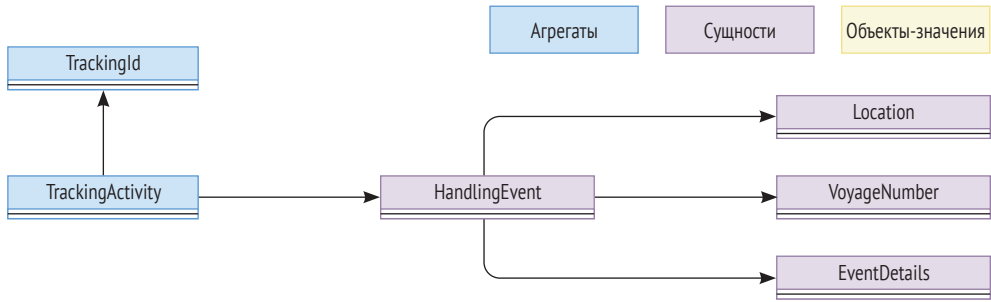 Агрегаты
Сущности
Объекты-значения
TrackingId
Location
TrackingActivity
HandlingEvent
VoyageNumber
EventDetails